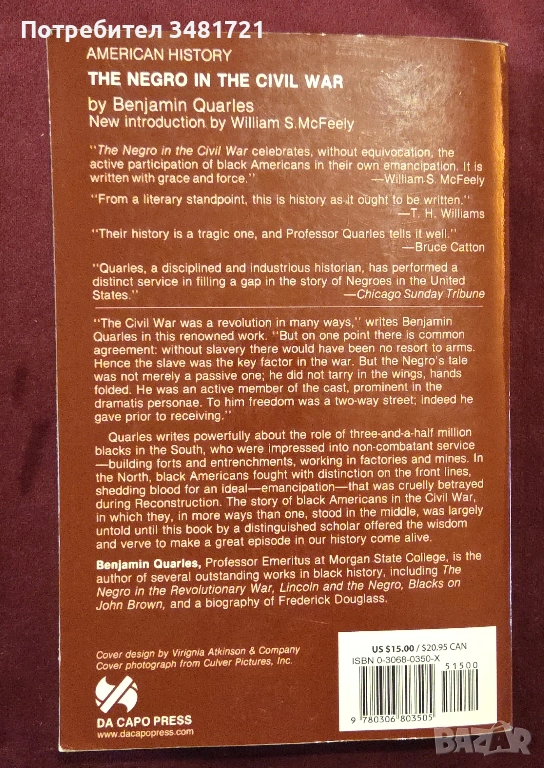 Потребител 3481721
AMERICAN HISTORY
THE NEGRO IN THE CIVIL WAR
by Benjamin Quarles
New introduction by William S. McFeely
"The Negro in the Civil War celebrates, without equivocation, the
active participation of black Americans in their own emancipation. It is
written with grace and force." —William S. McFeely
"From a literary standpoint, this is history as it ought to be written."
—T. H. Williams
"Their history is a tragic one, and Professor Quarles tells it well."
—Bruce Catton
"Quarles, a disciplined and industrious historian, has performed a
distinct service in filling a gap in the story of Negroes in the United
States." —Chicago Sunday Tribune
"The Civil War was a revolution in many ways," writes Benjamin
Quarles in this renowned work. "But on one point there is common
agreement: without slavery there would have been no resort to arms.
Hence the slave was the key factor in the war. But the Negro's tale
was not merely a passive one; he did not tarry in the wings, hands
folded. He was an active member of the cast, prominent in the
dramatis personae. To him freedom was a two-way street; indeed he
gave prior to receiving."
Quarles writes powerfully about the role of three-and-a-half million
blacks in the South, who were impressed into non-combatant service
—building forts and entrenchments, working in factories and mines. In
the North, black Americans fought with distinction on the front lines,
shedding blood for an ideal—emancipation—that was cruelly betrayed
during Reconstruction. The story of black Americans in the Civil War,
in which they, in more ways than one, stood in the middle, was largely
untold until this book by a distinguished scholar offered the wisdom
and verve to make a great episode in our history come alive.
Benjamin Quarles, Professor Emeritus at Morgan State College, is the
author of several outstanding works in black history, including The
Negro in the Revolutionary War, Lincoln and the Negro, Blacks on
John Brown, and a biography of Frederick Douglass.
Cover design by Virignia Atkinson & Company
Cover photograph from Culver Pictures, Inc.
DA CAPO PRESS
www.dacapopress.com
US $15.00 / $20.95 CAN
ISBN 0-3068-0350-X
51500
9 780306 803505
BAZAR